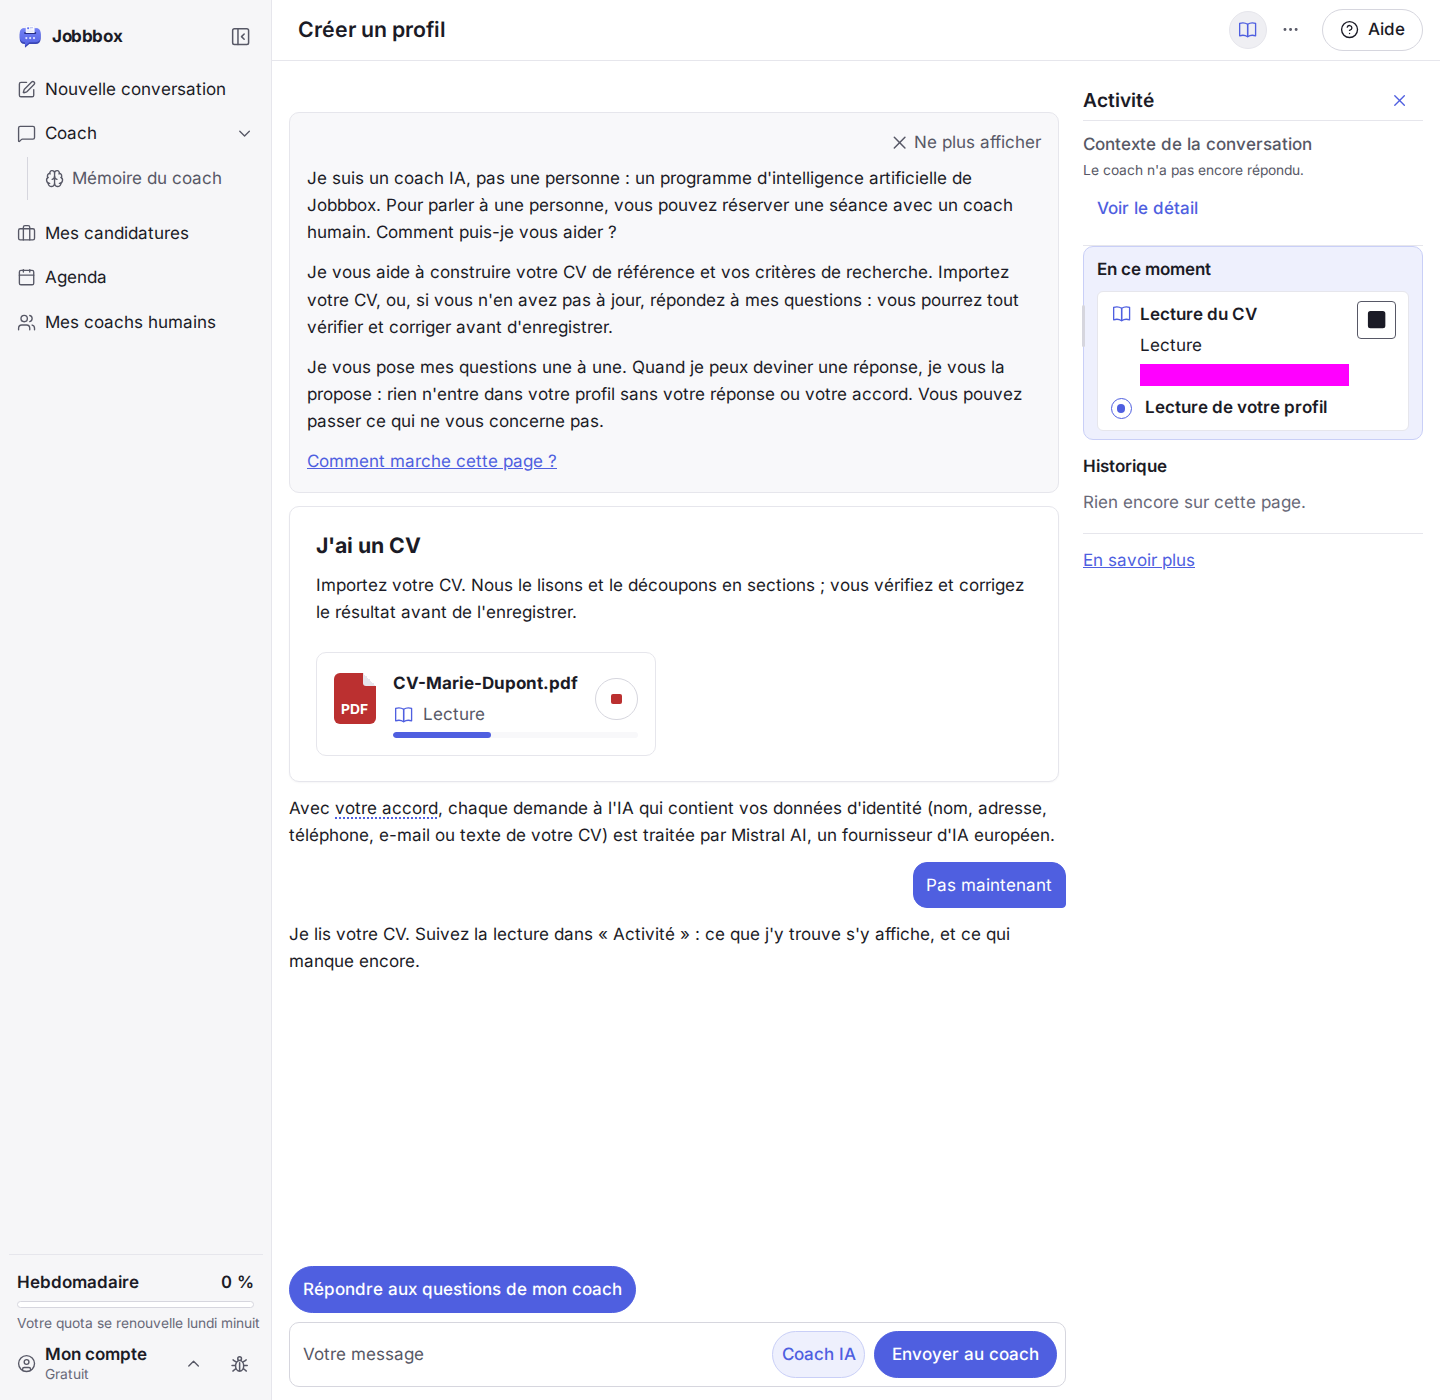 Jobbbox
Nouvelle conversation
Coach
Mémoire du coach
Mes candidatures
Agenda
Mes coachs humains
Hebdomadaire 0 %
Votre quota se renouvelle lundi minuit
Mon compte
Gratuit
Créer un profil
Aide
Ne plus afficher
Je suis un coach IA, pas une personne : un programme d'intelligence artificielle de
Jobbbox. Pour parler à une personne, vous pouvez réserver une séance avec un coach
humain. Comment puis-je vous aider ?
Je vous aide à construire votre CV de référence et vos critères de recherche. Importez
votre CV, ou, si vous n'en avez pas à jour, répondez à mes questions : vous pourrez tout
vérifier et corriger avant d'enregistrer.
Je vous pose mes questions une à une. Quand je peux deviner une réponse, je vous la
propose : rien n'entre dans votre profil sans votre réponse ou votre accord. Vous pouvez
passer ce qui ne vous concerne pas.
Comment marche cette page ?
J'ai un CV
Importez votre CV. Nous le lisons et le découpons en sections ; vous vérifiez et corrigez
le résultat avant de l'enregistrer.
PDF
CV-Marie-Dupont.pdf
Lecture
Avec votre accord, chaque demande à l'IA qui contient vos données d'identité (nom, adresse,
téléphone, e-mail ou texte de votre CV) est traitée par Mistral AI, un fournisseur d'IA européen.
Pas maintenant
Je lis votre CV. Suivez la lecture dans « Activité » : ce que j'y trouve s'y affiche, et ce qui
manque encore.
Répondre aux questions de mon coach
Votre message
Coach IA
Envoyer au coach
Activité
Contexte de la conversation
Le coach n'a pas encore répondu.
Voir le détail
En ce moment
Lecture du CV
Lecture
Lecture de votre profil
Historique
Rien encore sur cette page.
En savoir plus